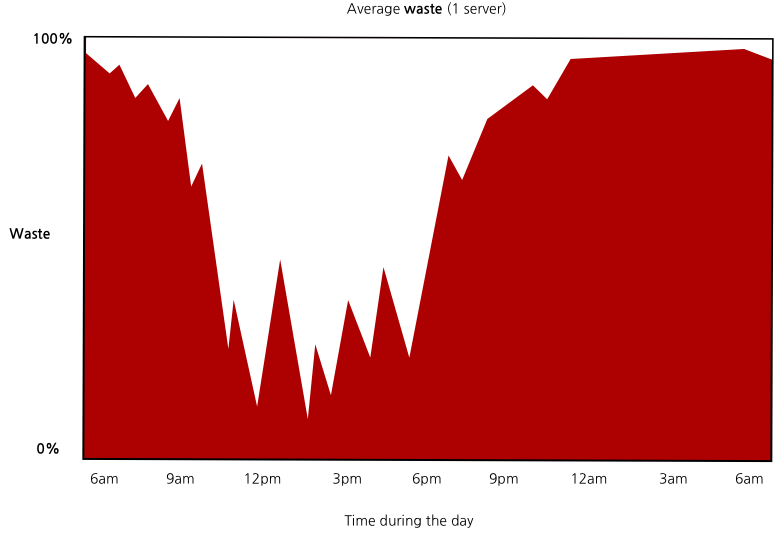 Average waste (1 server)
100%
Waste
0%
6am 9am 12pm 3pm 6pm 9pm 12am 3am 6am
Time during the day